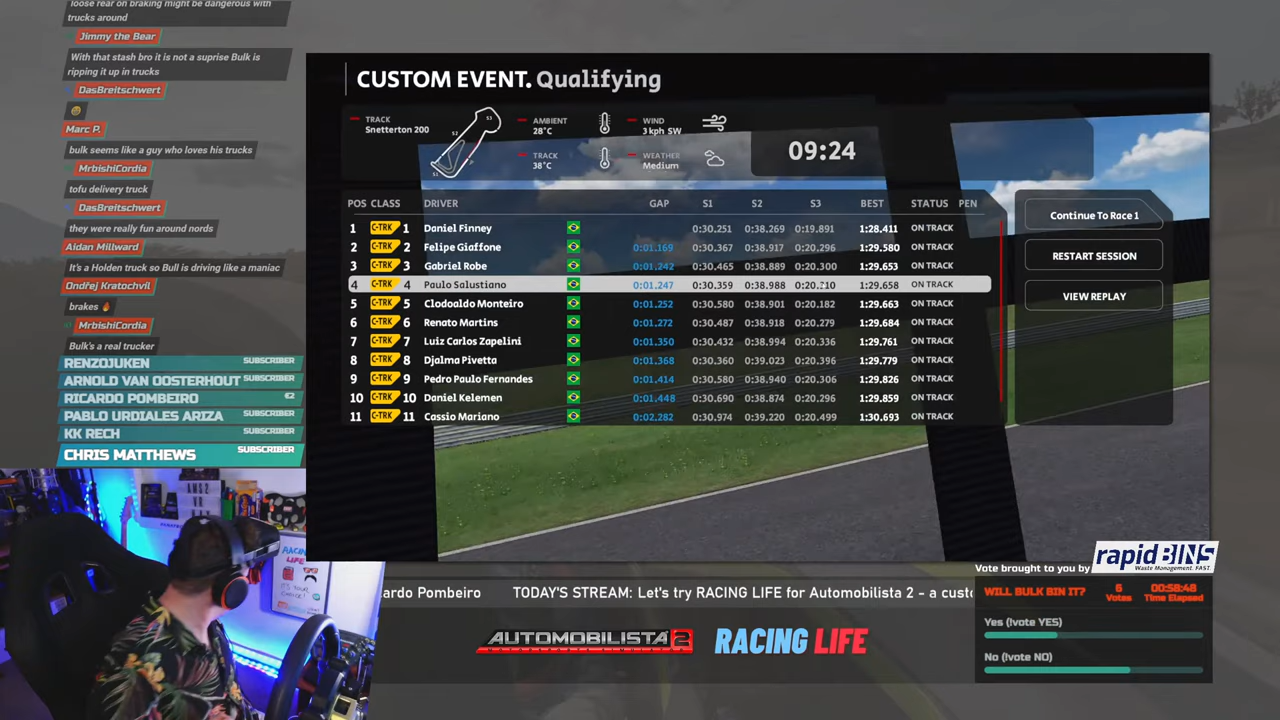 loose rear on braking might be dangerous with
trucks around
Jimmy the Bear
With that stash bro it is not a suprise Bulk is
ripping it up in trucks
DasBreitschwert
Marc P.
bulk seems like a guy who loves his trucks
MrbishiCordia
tofu delivery truck
DasBreitschwert
they were really fun around nords
Aidan Millward
It's a Holden truck so Bull is driving like a maniac
Ondřej Kratochvil
brakes
MrbishiCordia
Bulk's a real trucker
RENZOJUKEN SUBSCRIBER
ARNOLD VAN OOSTERHOUT SUBSCRIBER
RICARDO POMBEIRO €2
PABLO URDIALES ARIZA SUBSCRIBER
KK RECH SUBSCRIBER
CHRIS MATTHEWS SUBSCRIBER
CUSTOM EVENT. Qualifying
TRACK
Snetterton 200
S1 S2 S3
AMBIENT
28°C
WIND
3 kph SW
TRACK
38°C
WEATHER
Medium
09:24
POS CLASS DRIVER GAP S1 S2 S3 BEST STATUS PEN
1 C-TRK 1 Daniel Finney 0:30.251 0:38.269 0:19.891 1:28.411 ON TRACK
2 C-TRK 2 Felipe Giaffone 0:01.169 0:30.367 0:38.917 0:20.296 1:29.580 ON TRACK
3 C-TRK 3 Gabriel Robe 0:01.242 0:30.465 0:38.889 0:20.300 1:29.653 ON TRACK
4 C-TRK 4 Paulo Salustiano 0:01.247 0:30.359 0:38.988 0:20.310 1:29.658 ON TRACK
5 C-TRK 5 Clodoaldo Monteiro 0:01.252 0:30.580 0:38.901 0:20.182 1:29.663 ON TRACK
6 C-TRK 6 Renato Martins 0:01.272 0:30.487 0:38.918 0:20.279 1:29.684 ON TRACK
7 C-TRK 7 Luiz Carlos Zapelini 0:01.350 0:30.432 0:38.994 0:20.336 1:29.761 ON TRACK
8 C-TRK 8 Djalma Pivetta 0:01.368 0:30.360 0:39.023 0:20.396 1:29.779 ON TRACK
9 C-TRK 9 Pedro Paulo Fernandes 0:01.414 0:30.580 0:38.940 0:20.306 1:29.826 ON TRACK
10 C-TRK 10 Daniel Kelemen 0:01.448 0:30.690 0:38.874 0:20.296 1:29.859 ON TRACK
11 C-TRK 11 Cassio Mariano 0:02.282 0:30.974 0:39.220 0:20.499 1:30.693 ON TRACK
Continue To Race 1
RESTART SESSION
VIEW REPLAY
AMS2
VR
RACING
LIFE
Vote brought to you by
rapidBINS
Waste Management. FAST.
cardo Pombeiro TODAY'S STREAM: Let's try RACING LIFE for Automobilista 2 - a custo
AUTOMOBILISTA 2
RACING LIFE
WILL BULK BIN IT?
6
Votes
00:58:48
Time Elapsed
Yes (!vote YES)
No (!vote NO)